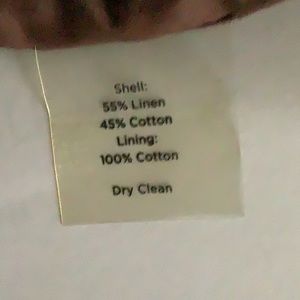 Shell:
55% Linen
45% Cotton
Lining:
100% Cotton
Dry Clean